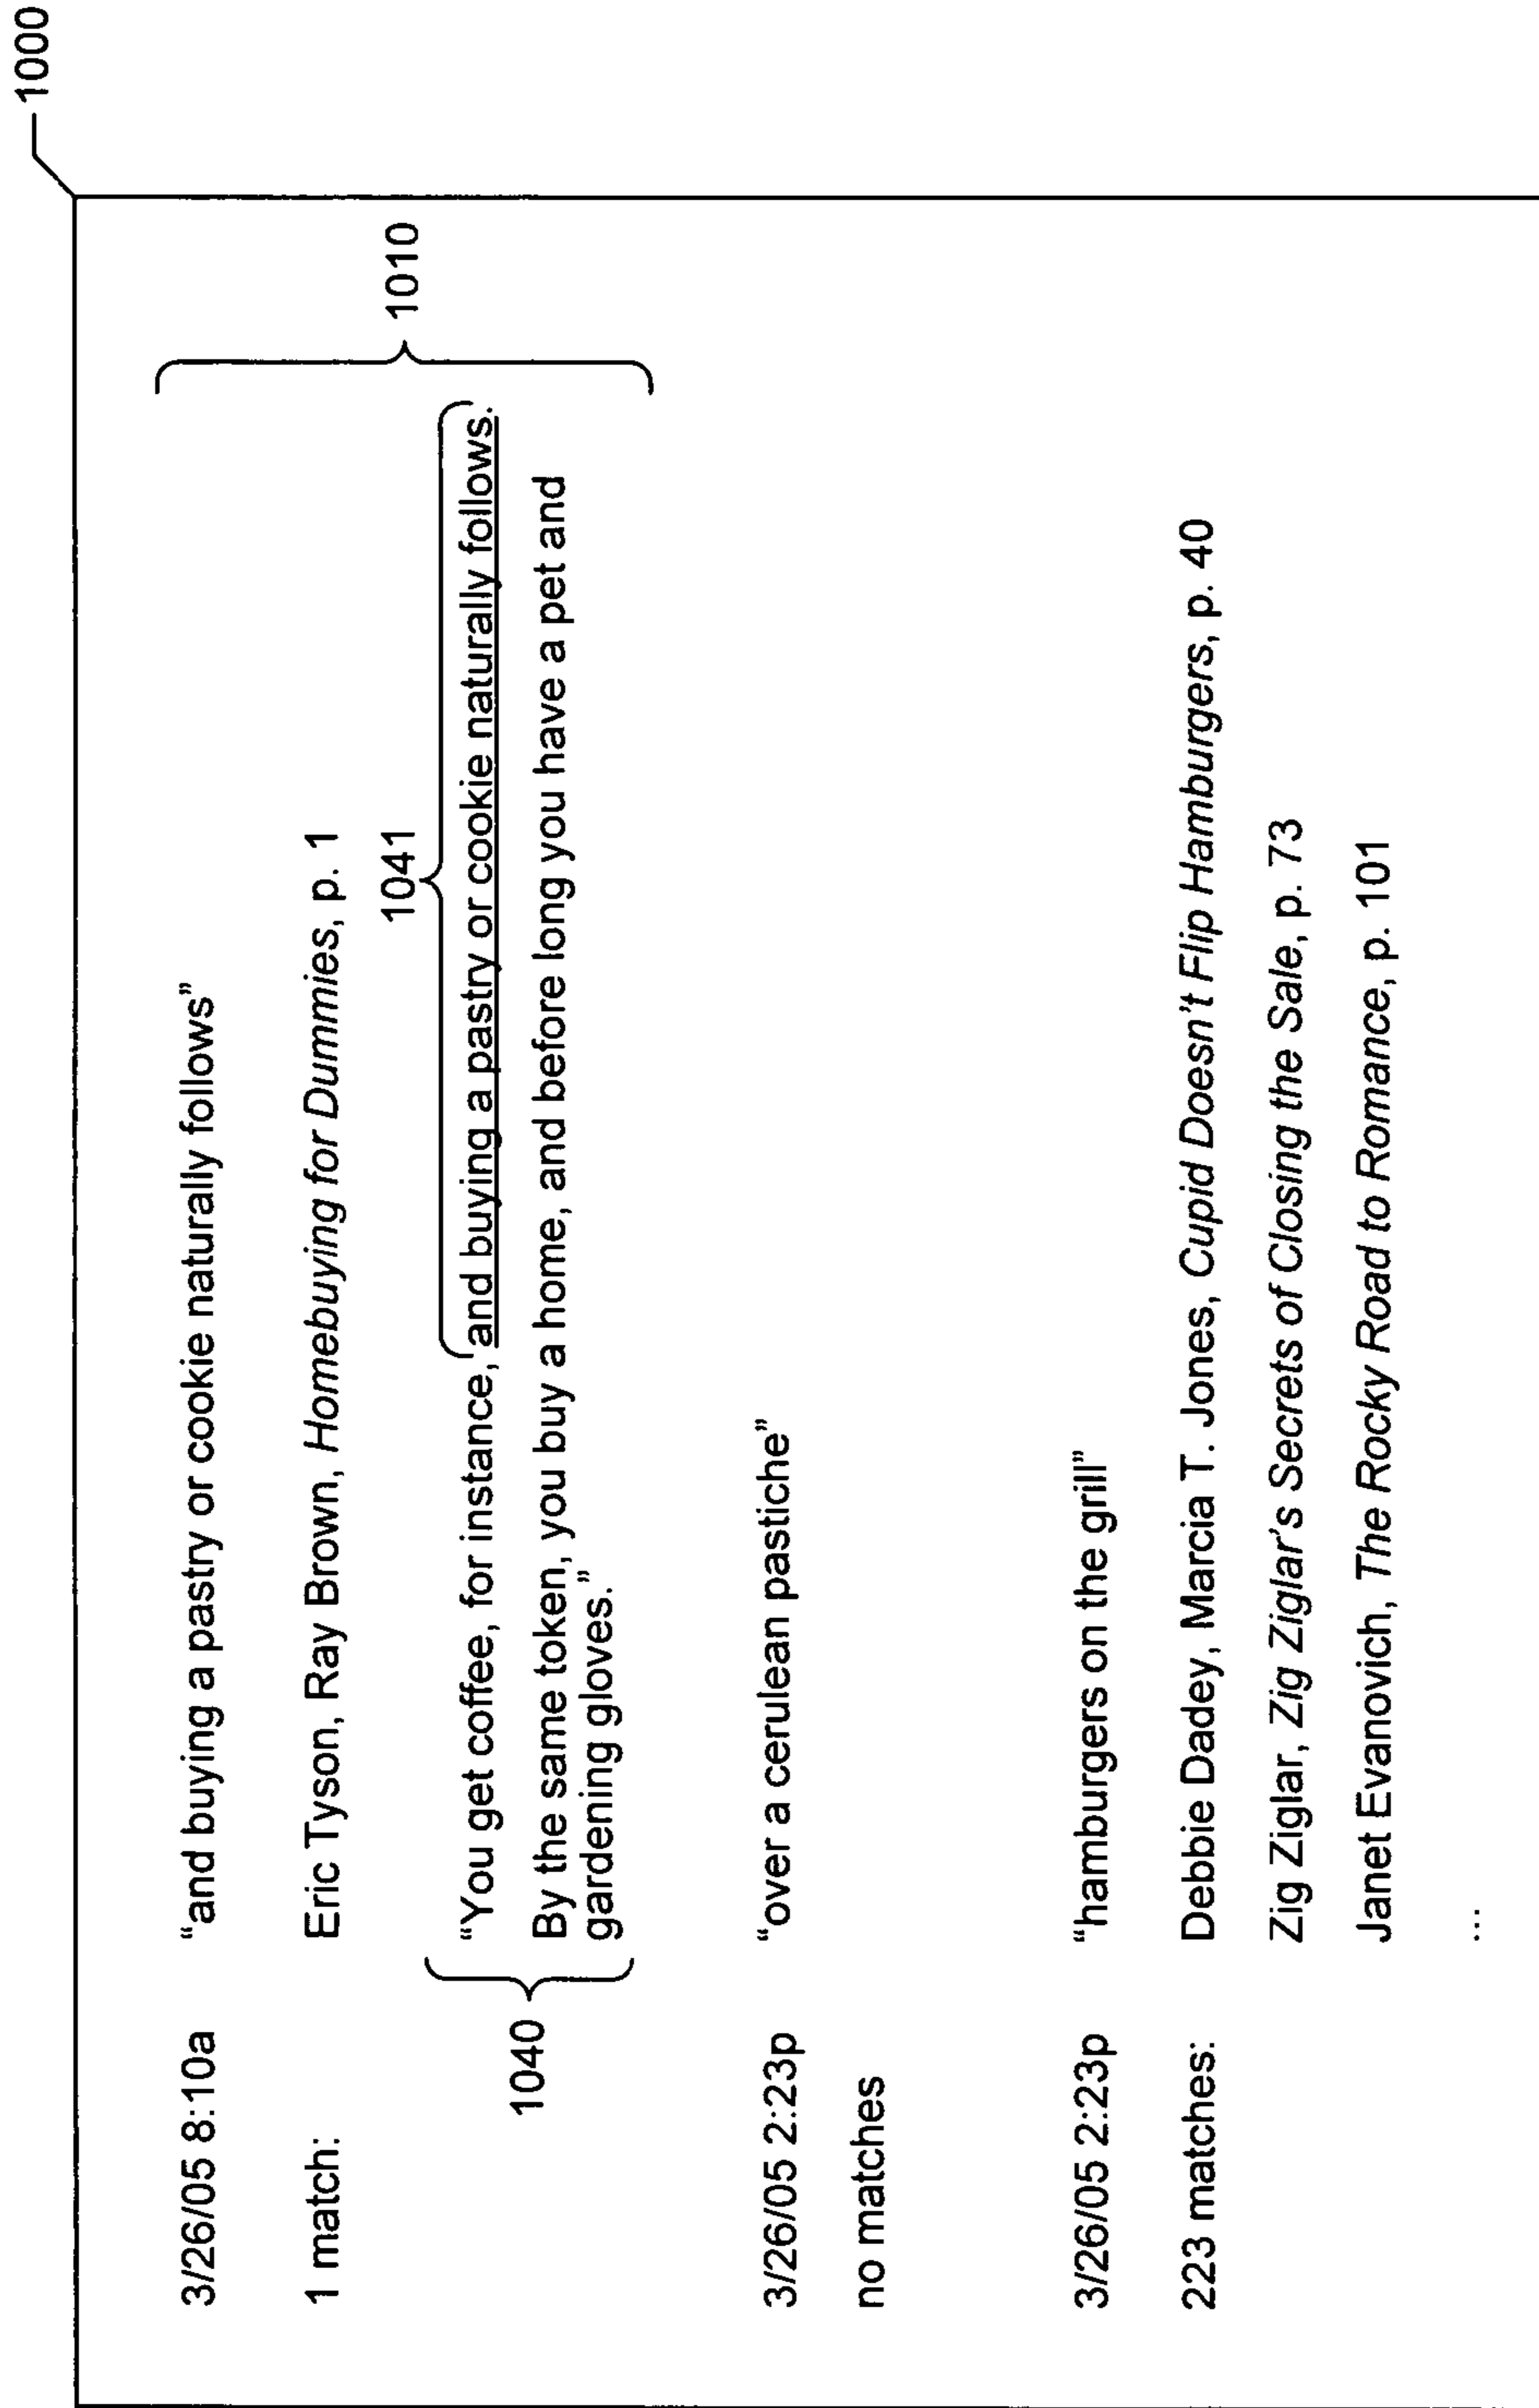 1000
3/26/05 8:10a “and buying a pastry or cookie naturally follows”
1010
1 match: Eric Tyson, Ray Brown, Homebuying for Dummies, p. 1
1041
“You get coffee, for instance, and buying a pastry or cookie naturally follows.
1040
By the same token, you buy a home, and before long you have a pet and
gardening gloves.”
3/26/05 2:23p “over a cerulean pastiche”
no matches
3/26/05 2:23p “hamburgers on the grill”
223 matches: Debbie Dadey, Marcia T. Jones, Cupid Doesn’t Flip Hamburgers, p. 40
Zig Ziglar, Zig Ziglar’s Secrets of Closing the Sale, p. 73
Janet Evanovich, The Rocky Road to Romance, p. 101
...